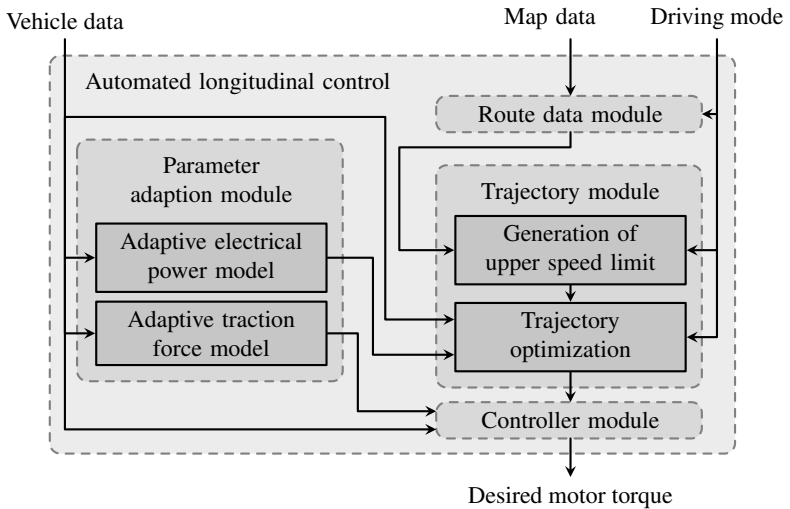 Vehicle data
Map data
Driving mode
Automated longitudinal control
Route data module
Parameter
adaption module
Trajectory module
Adaptive electrical
power model
Generation of
upper speed limit
Adaptive traction
force model
Trajectory
optimization
Controller module
Desired motor torque